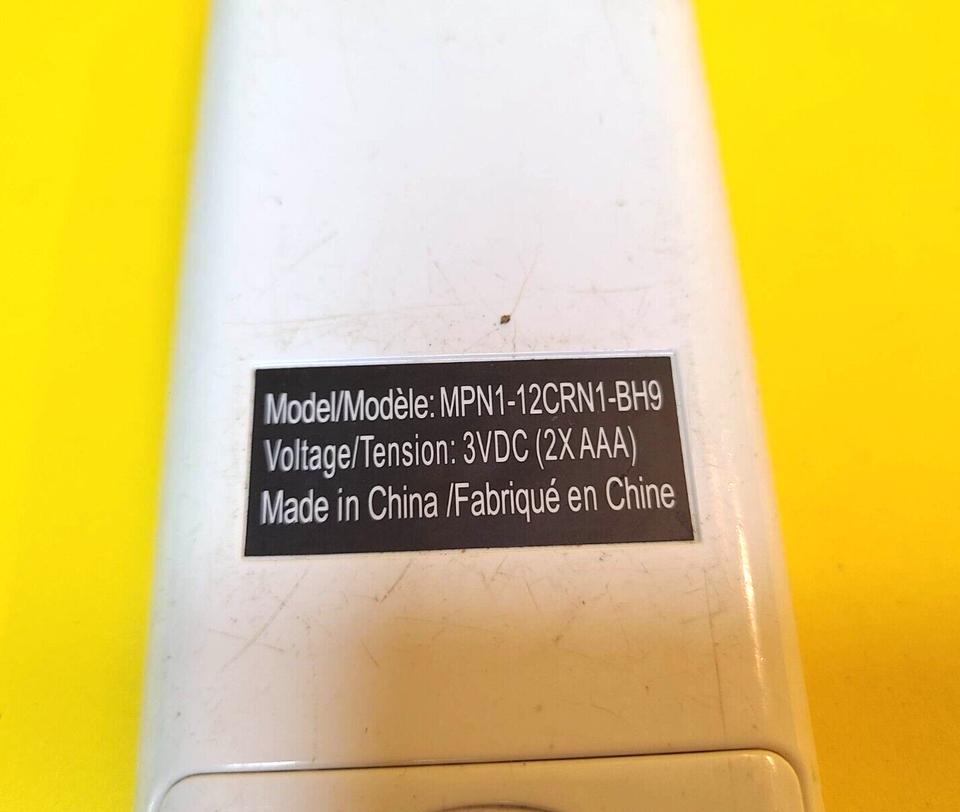 Model/Modèle: MPN1-12CRN1-BH9
Voltage/Tension: 3VDC (2X AAA)
Made in China /Fabriqué en Chine